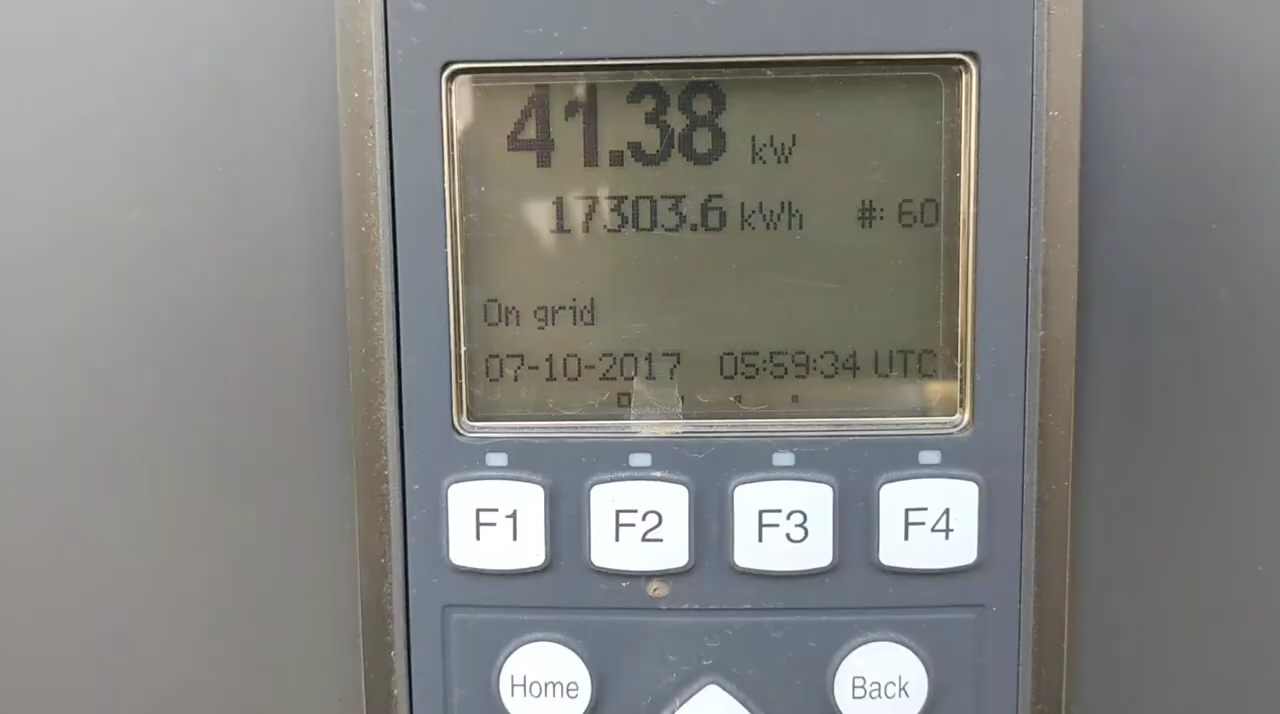 41.38 kW
17303.6 kWh #: 60
On grid
07-10-2017 05:59:34 UTC
F1 F2 F3 F4
Home Back